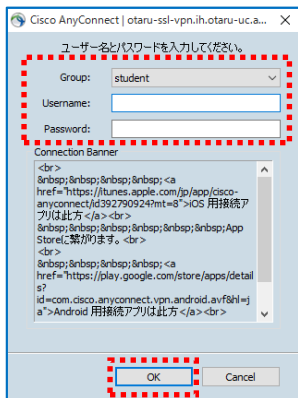 Cisco AnyConnect | otaru-ssl-vpn.ih.otaru-uc.a...
ユーザー名とパスワードを入力してください。
Group: student
Username:
Password:
Connection Banner
<br>
&nbsp;&nbsp;&nbsp;&nbsp;<a
href="https://itunes.apple.com/jp/app/cisco-
anyconnect/id392790924?mt=8">iOS 用接続ア
プリは此方</a><br>
&nbsp;&nbsp;&nbsp;&nbsp;&nbsp;App
Storeに繋がります。<br>
<br>
&nbsp;&nbsp;&nbsp;&nbsp;<a
href="https://play.google.com/store/apps/detail
s?
id=com.cisco.anyconnect.vpn.android.avf&hl=j
a">Android 用接続アプリは此方</a><br>
OK Cancel